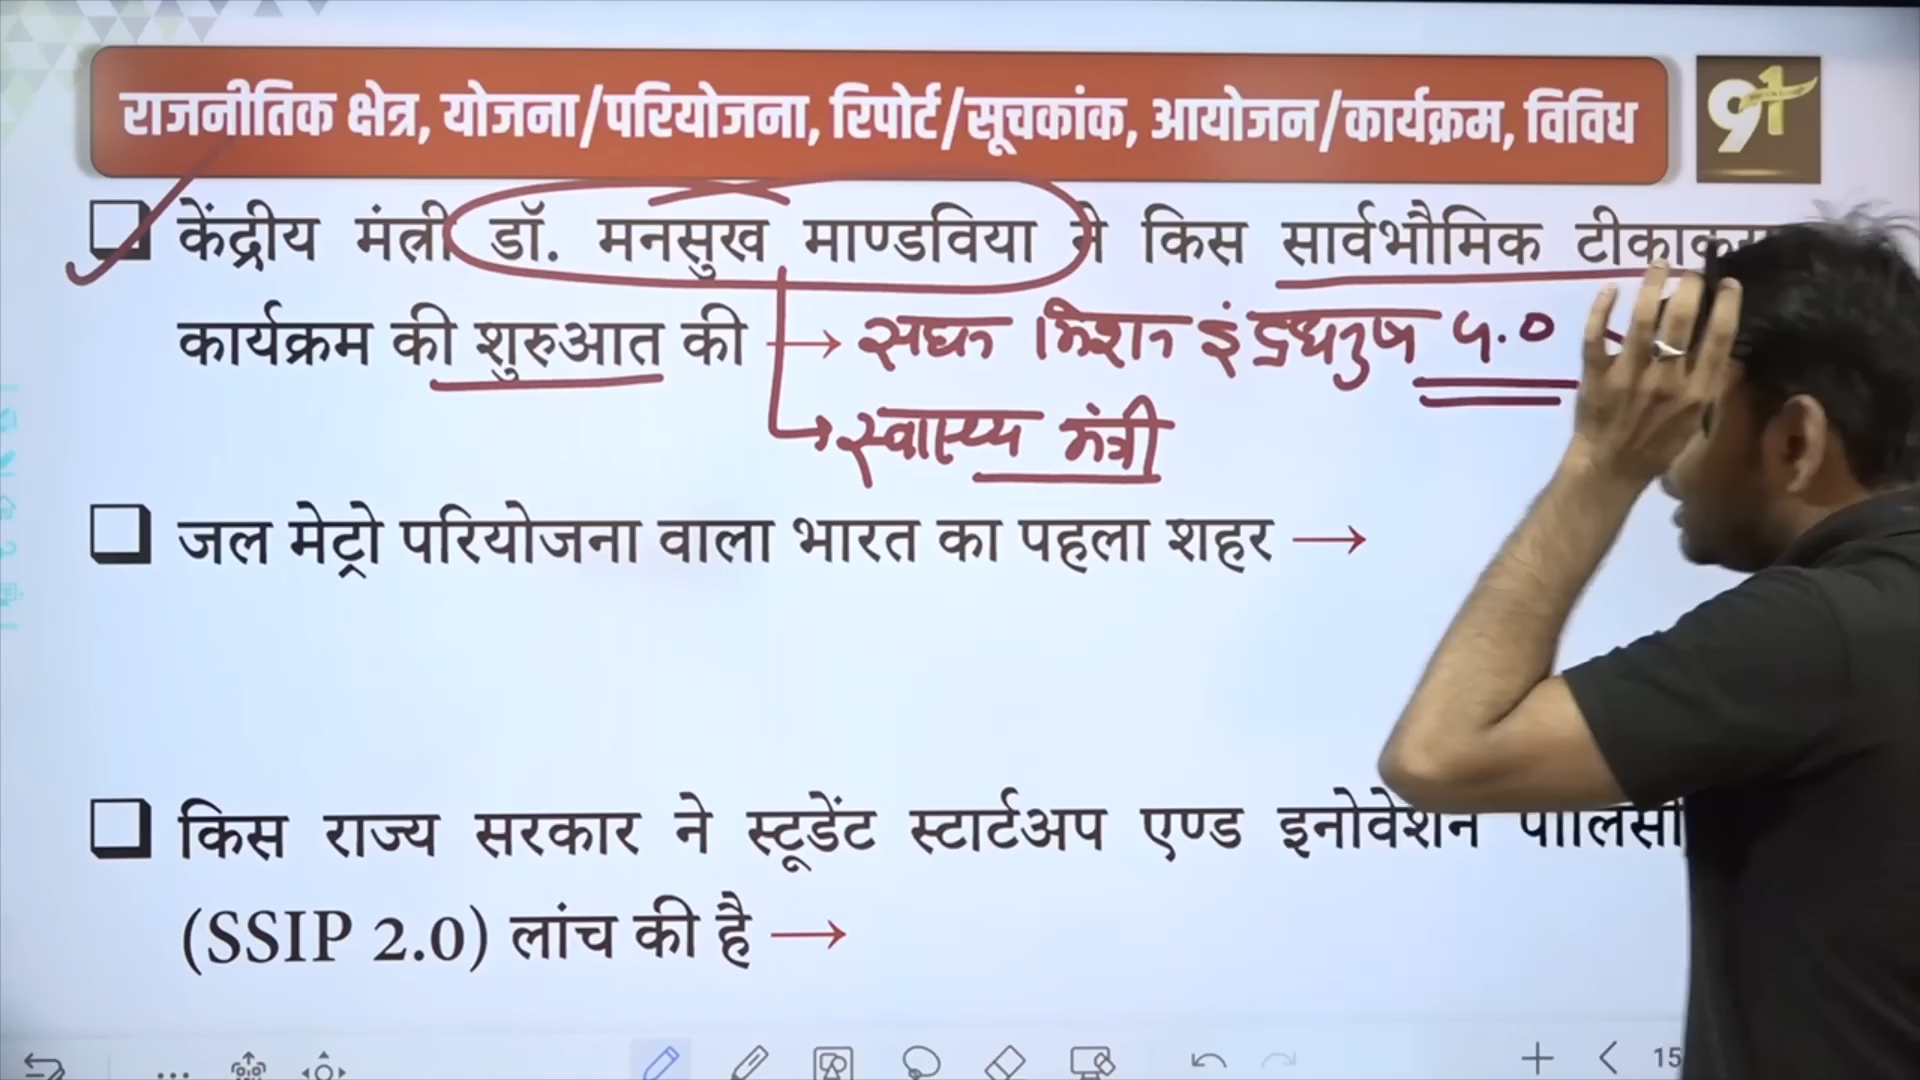 राजनीतिक क्षेत्र, योजना/परियोजना, रिपोर्ट/सूचकांक, आयोजन/कार्यक्रम, विविध
91
केंद्रीय मंत्री डॉ. मनसुख माण्डविया ने किस सार्वभौमिक
कार्यक्रम की शुरुआत की → सघन मिशन इंद्रधनुष 5.0
→ स्वास्थ्य मंत्री
जल मेट्रो परियोजना वाला भारत का पहला शहर →
किस राज्य सरकार ने स्टूडेंट स्टार्टअप एण्ड इनोवेशन पॉलिसी
(SSIP 2.0) लांच की है →
15